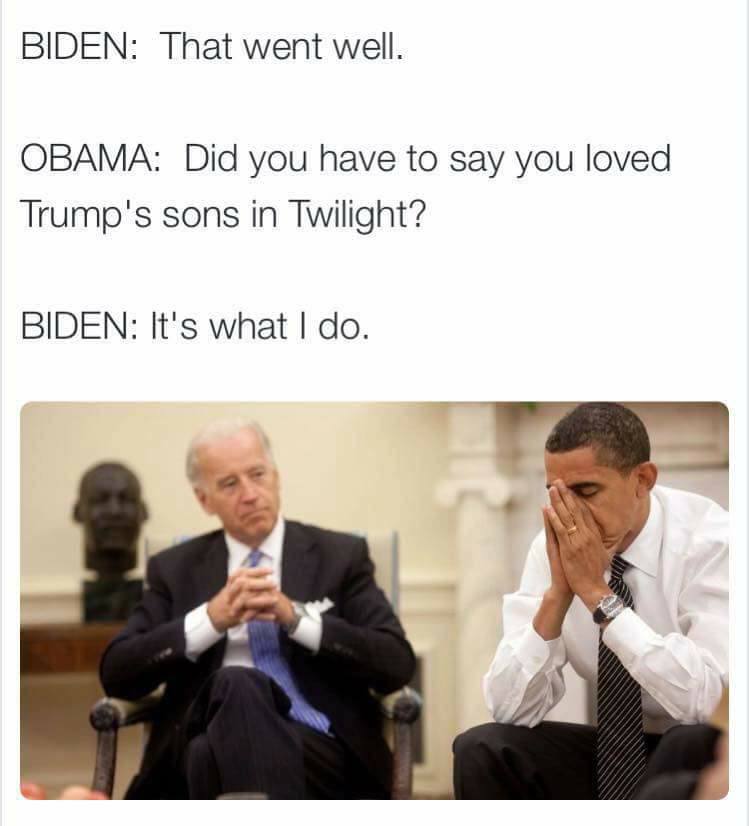 BIDEN:  That went well.
OBAMA:  Did you have to say you loved
Trump's sons in Twilight?
BIDEN: It's what I do.